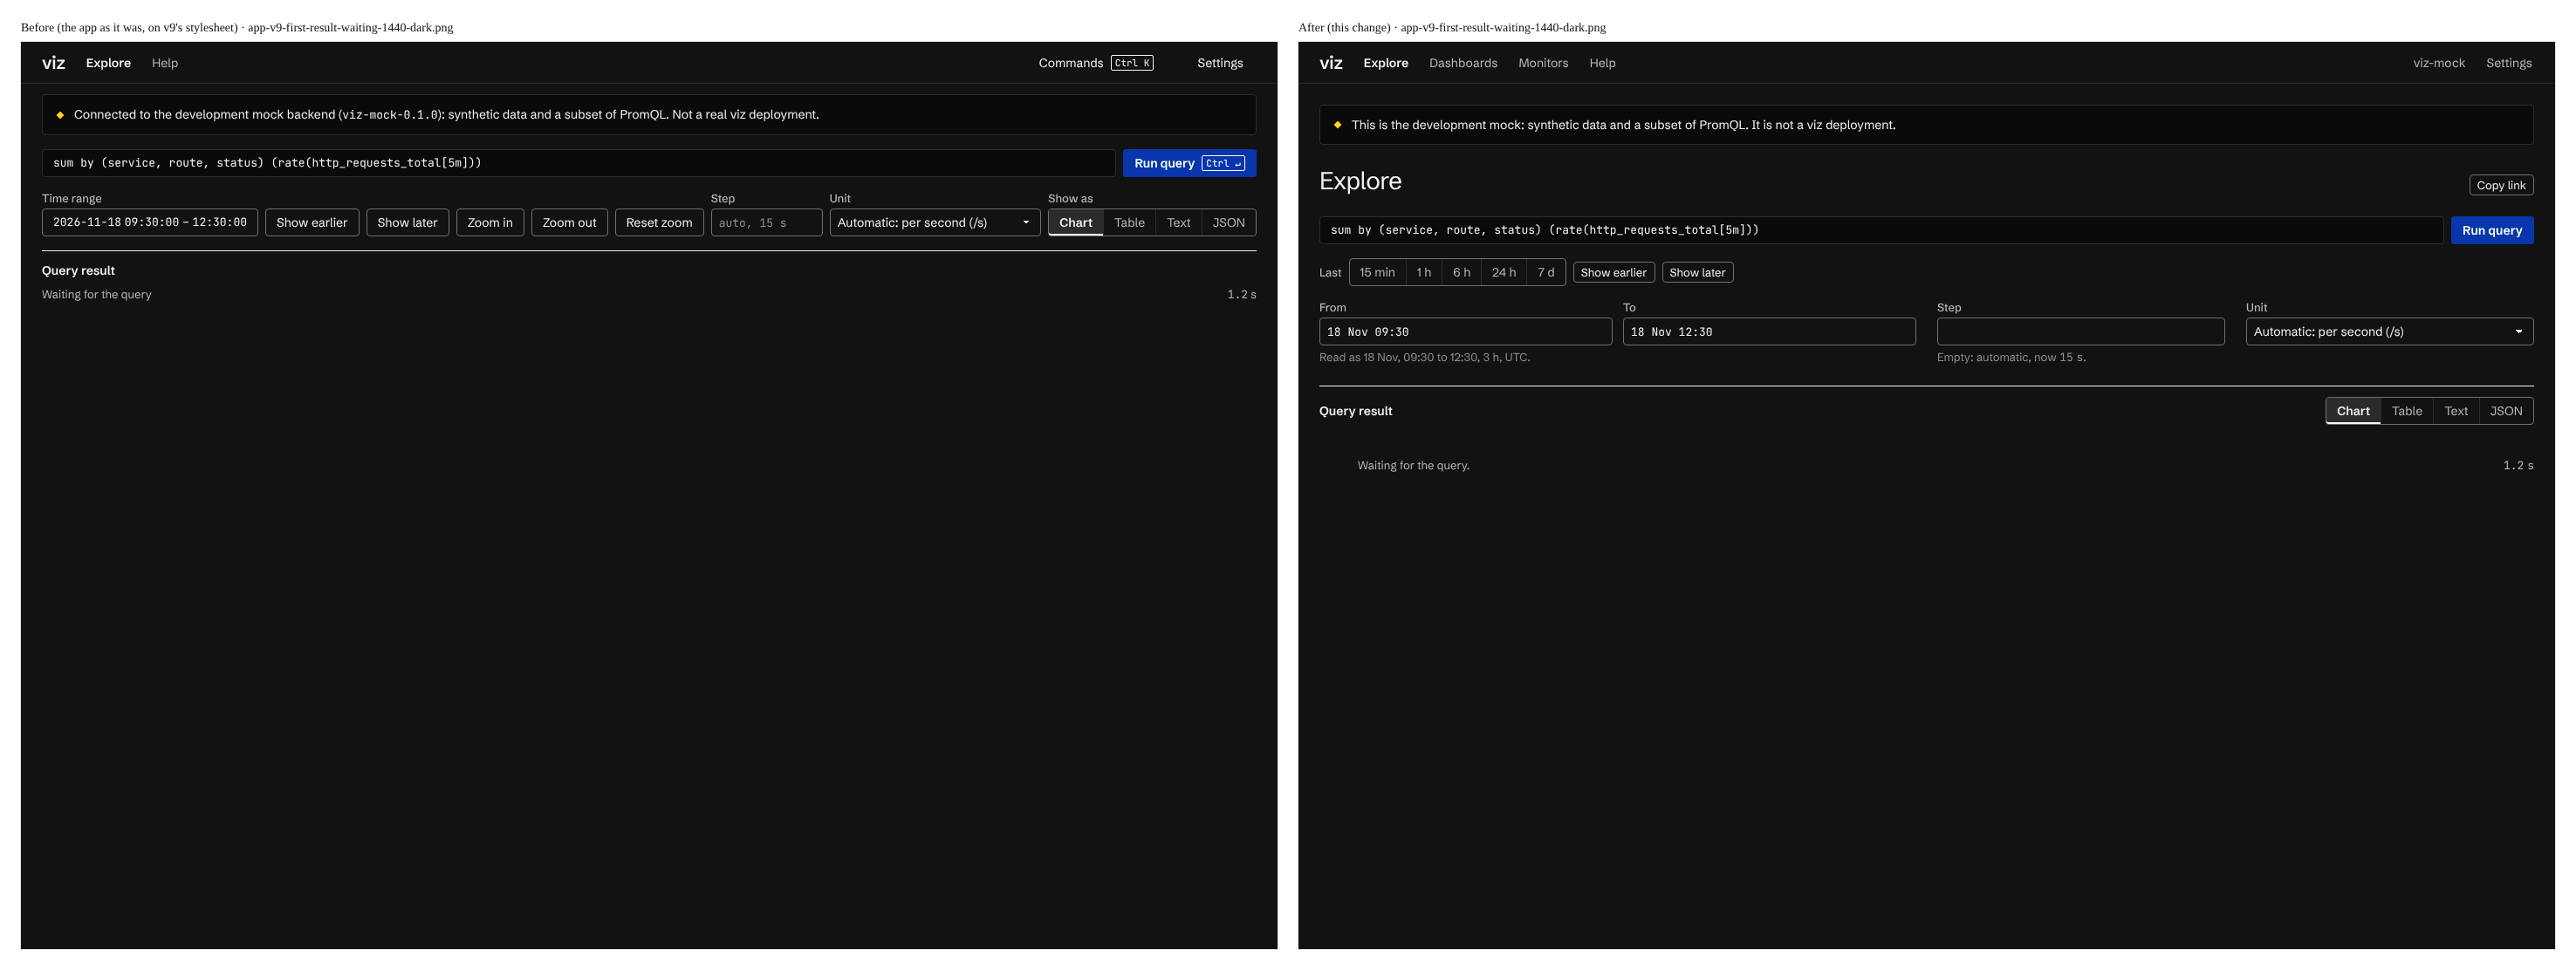 Before (the app as it was, on v9's stylesheet) · app-v9-first-result-waiting-1440-dark.png
viz Explore Help Commands Ctrl K Settings
Connected to the development mock backend (viz-mock-0.1.0): synthetic data and a subset of PromQL. Not a real viz deployment.
sum by (service, route, status) (rate(http_requests_total[5m])) Run query Ctrl ↵
Time range Step Unit Show as
2026-11-18 09:30:00 – 12:30:00 Show earlier Show later Zoom in Zoom out Reset zoom auto, 15 s Automatic: per second (/s) Chart Table Text JSON
Query result
Waiting for the query 1.2 s
After (this change) · app-v9-first-result-waiting-1440-dark.png
viz Explore Dashboards Monitors Help viz-mock Settings
This is the development mock: synthetic data and a subset of PromQL. It is not a viz deployment.
Explore Copy link
sum by (service, route, status) (rate(http_requests_total[5m])) Run query
Last 15 min 1 h 6 h 24 h 7 d Show earlier Show later
From To Step Unit
18 Nov 09:30 18 Nov 12:30 Automatic: per second (/s)
Read as 18 Nov, 09:30 to 12:30, 3 h, UTC. Empty: automatic, now 15 s.
Query result Chart Table Text JSON
Waiting for the query. 1.2 s